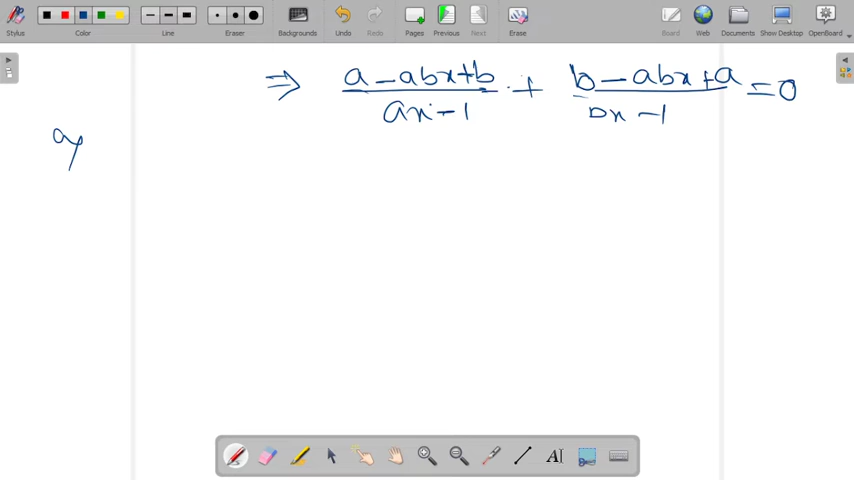 Stylus Color Line Eraser Backgrounds Undo Redo Pages Previous Next Erase Board Web Documents Show Desktop OpenBoard
⇒ (a - abx + b)/(ax - 1) + (b - abx + a)/(bx - 1) = 0